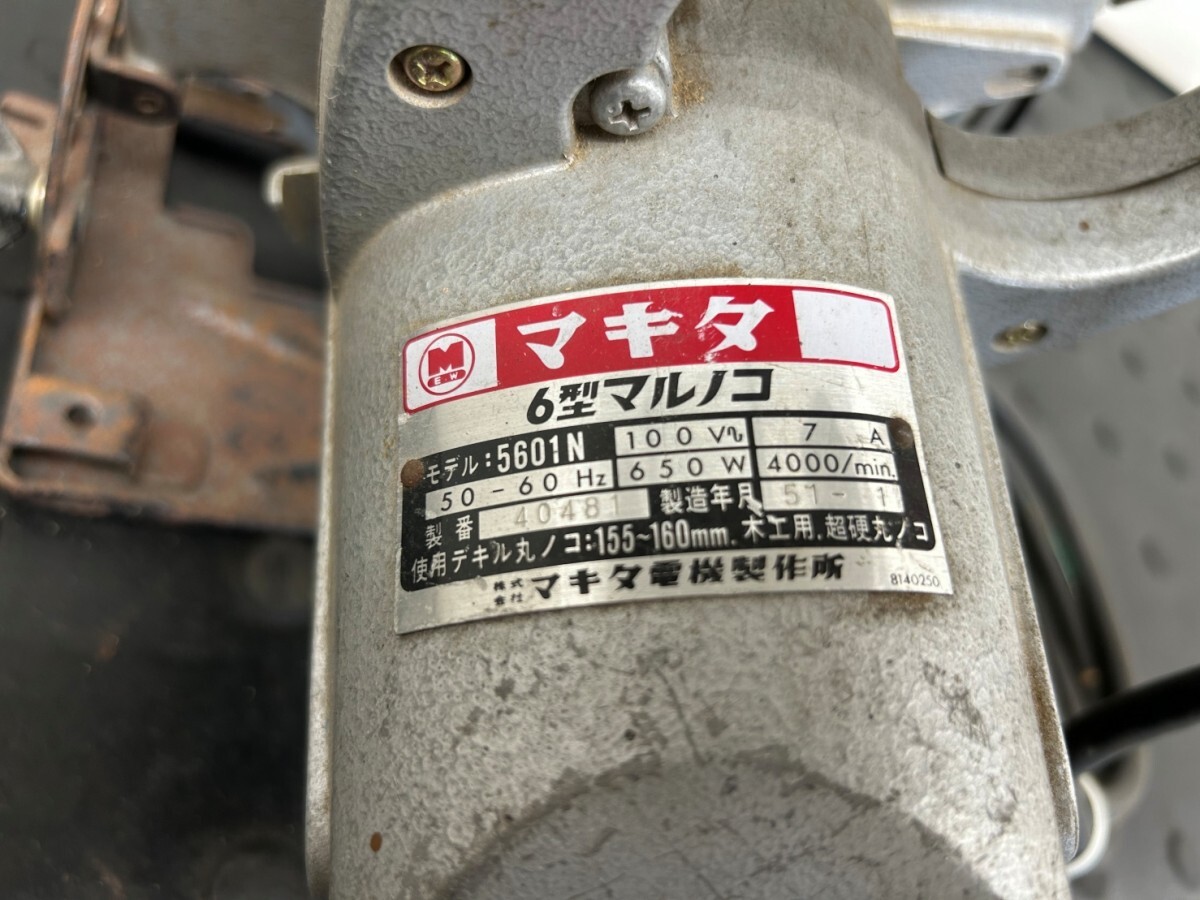 M
E.W
マキタ
6型マルノコ
モデル:5601N 100V 7A
50-60Hz 650W 4000/min.
製番 40481 製造年月 51-1
使用デキル丸ノコ:155~160mm.木工用.超硬丸ノコ
株式会社 マキタ電機製作所 8140250